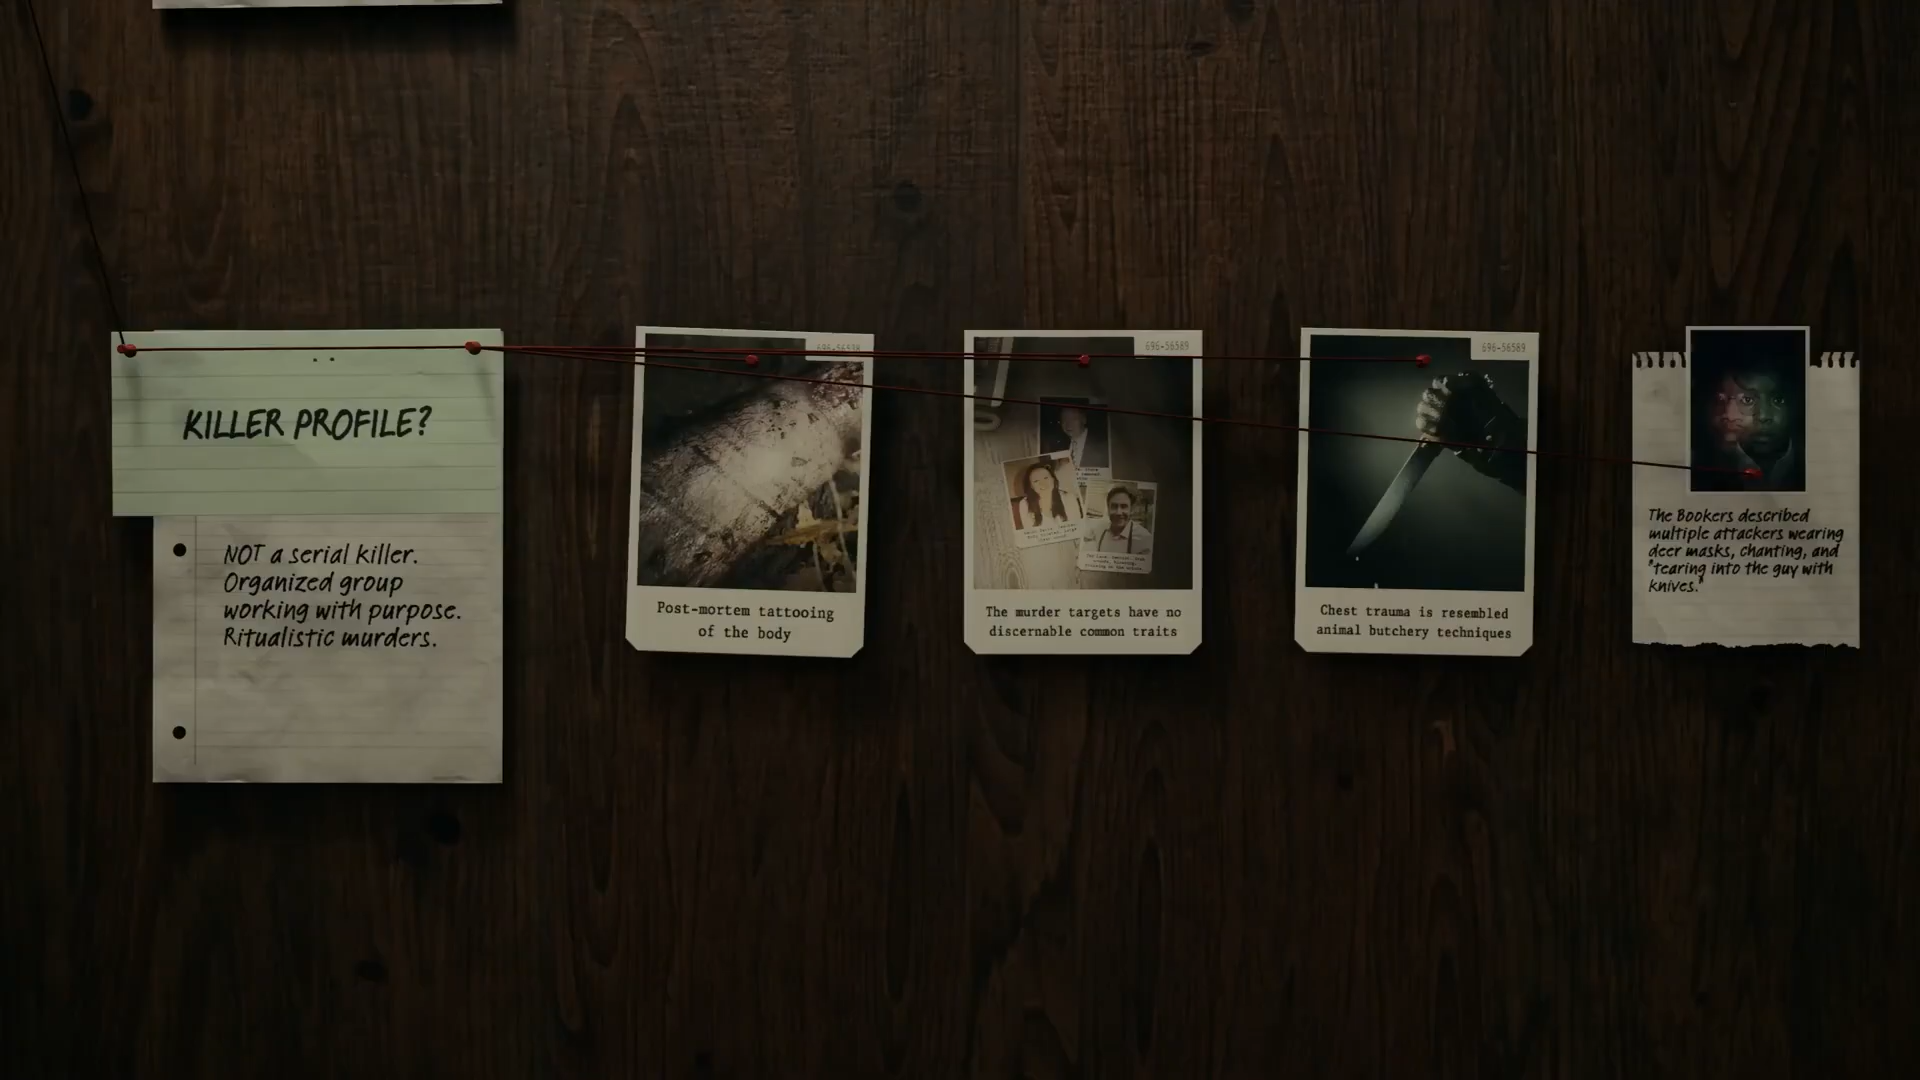 KILLER PROFILE?
NOT a serial killer.
Organized group
working with purpose.
Ritualistic murders.
696-56589
Post-mortem tattooing
of the body
696-56589
The murder targets have no
discernable common traits
696-56589
Chest trauma is resembled
animal butchery techniques
The Bookers described
multiple attackers wearing
deer masks, chanting, and
"tearing into the guy with
knives."